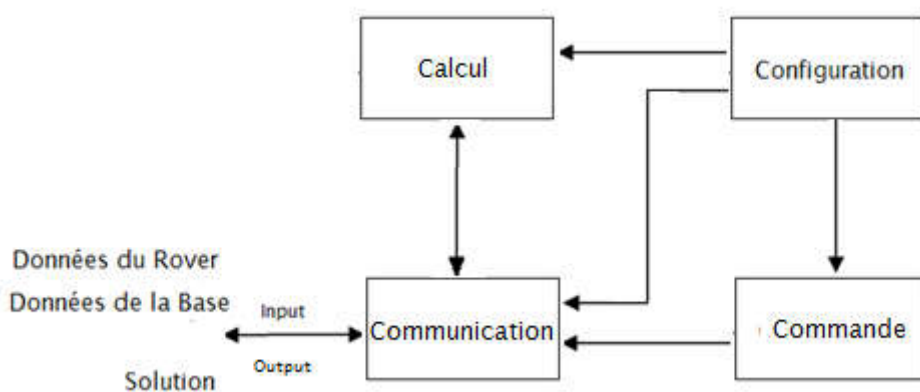 Calcul
Configuration
Données du Rover
Données de la Base
Input
Communication
Commande
Output
Solution